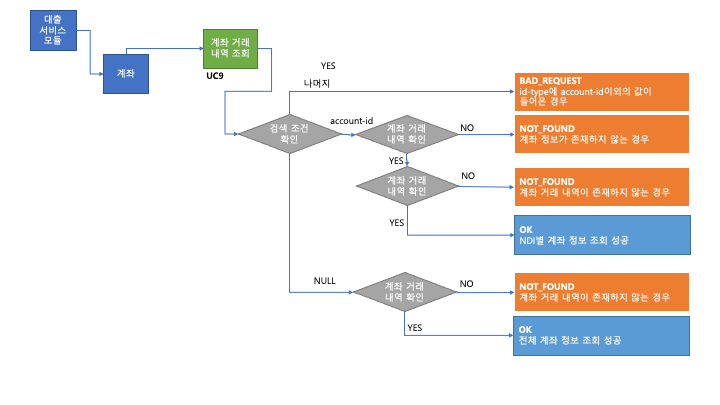 대출
서비스
모듈
계좌
계좌 거래
내역 조회
UC9
YES
나머지
검색 조건
확인
account-id
계좌 거래
내역 확인
NO
YES
계좌 거래
내역 확인
NO
YES
NULL
계좌 거래
내역 확인
NO
YES
BAD_REQUEST
id-type에 account-id이외의 값이
들어온 경우
NOT_FOUND
계좌 정보가 존재하지 않는 경우
NOT_FOUND
계좌 거래 내역이 존재하지 않는 경우
OK
NDI별 계좌 정보 조회 성공
NOT_FOUND
계좌 거래 내역이 존재하지 않는 경우
OK
전체 계좌 정보 조회 성공